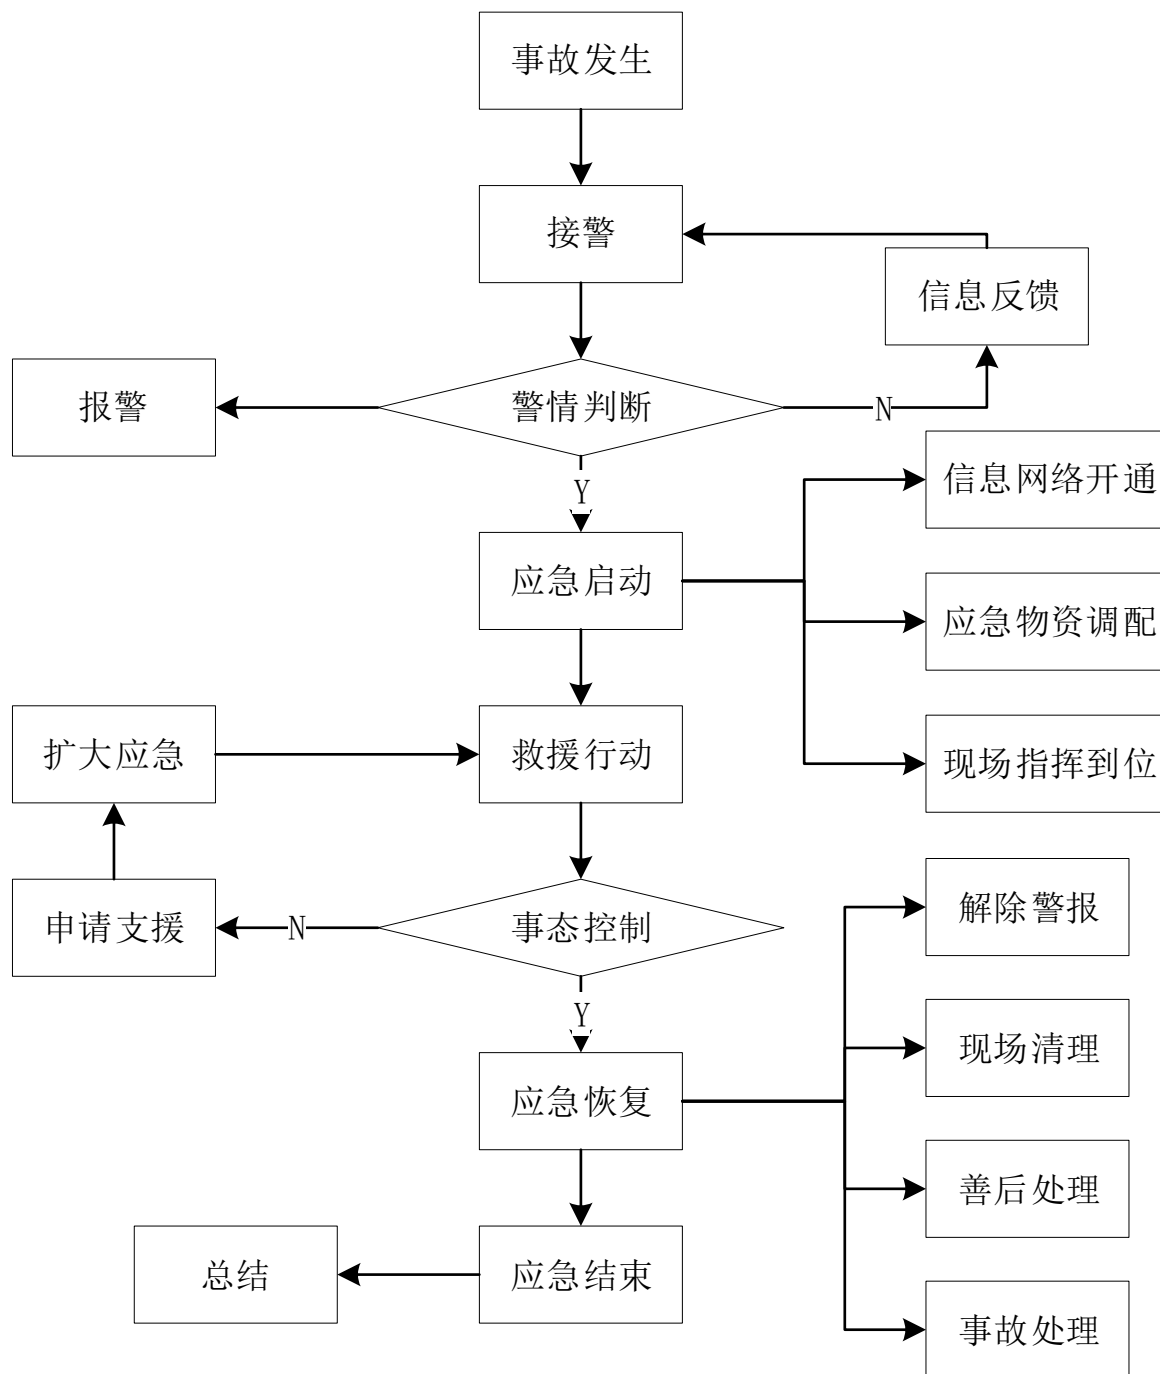 事故发生
接警
信息反馈
报警
警情判断
N
Y
信息网络开通
应急启动
应急物资调配
扩大应急
救援行动
现场指挥到位
申请支援
N
事态控制
解除警报
Y
现场清理
应急恢复
善后处理
总结
应急结束
事故处理